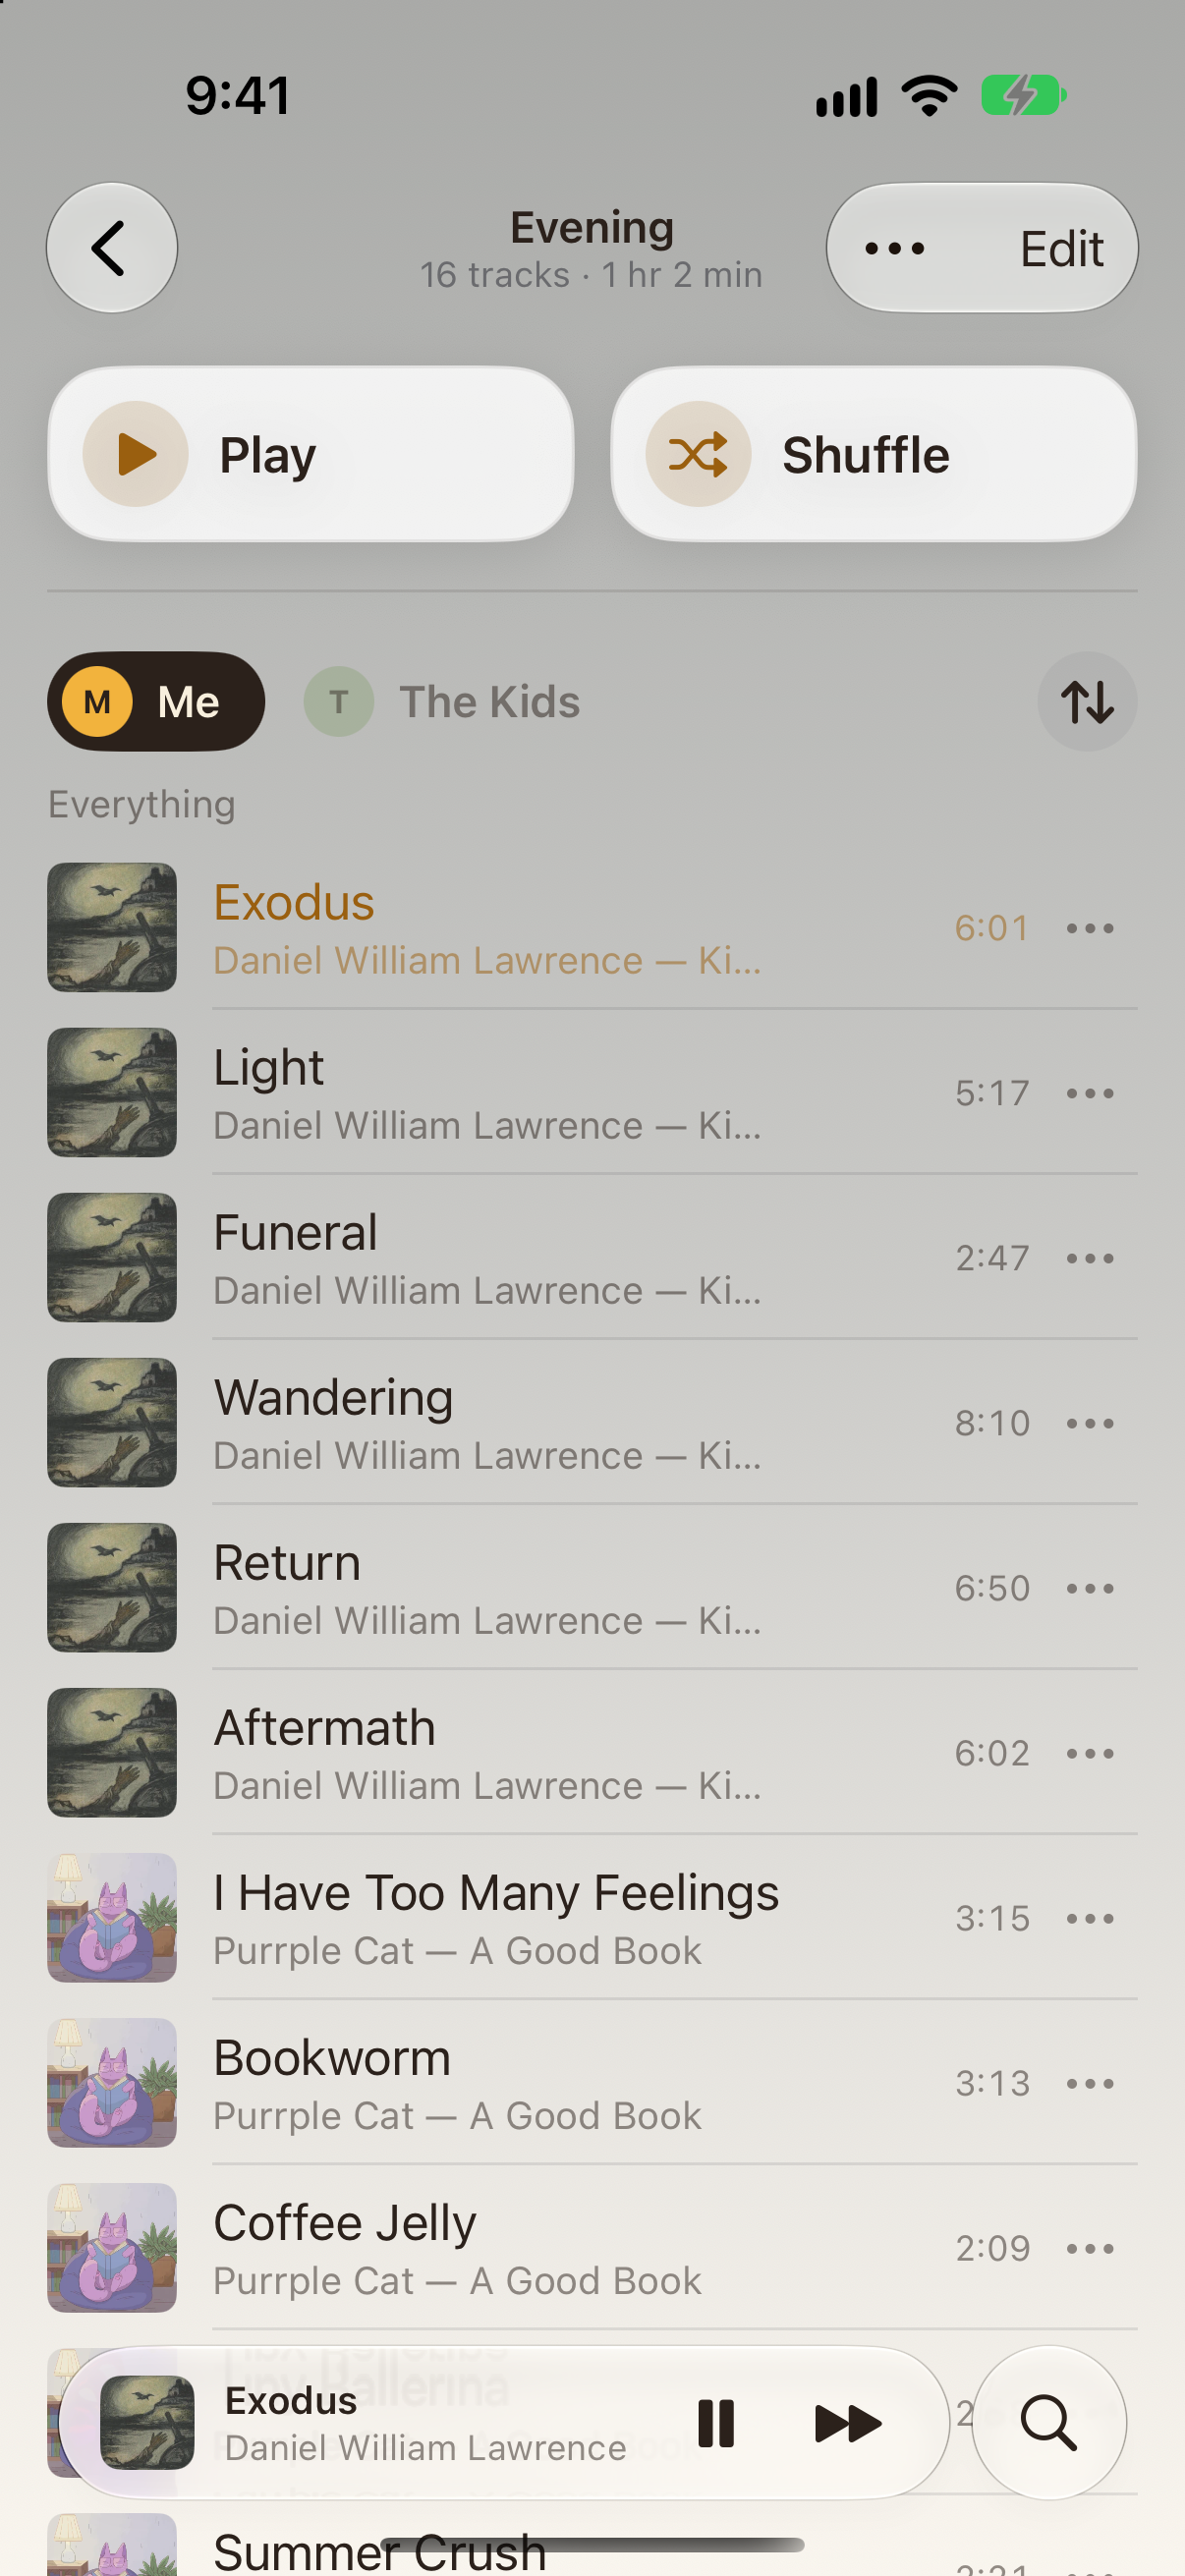 9:41
Evening
16 tracks · 1 hr 2 min
Edit
Play
Shuffle
M Me
T The Kids
Everything
Exodus
Daniel William Lawrence — Ki...
6:01
Light
Daniel William Lawrence — Ki...
5:17
Funeral
Daniel William Lawrence — Ki...
2:47
Wandering
Daniel William Lawrence — Ki...
8:10
Return
Daniel William Lawrence — Ki...
6:50
Aftermath
Daniel William Lawrence — Ki...
6:02
I Have Too Many Feelings
Purrple Cat — A Good Book
3:15
Bookworm
Purrple Cat — A Good Book
3:13
Coffee Jelly
Purrple Cat — A Good Book
2:09
Tiny Ballerina
Exodus
Daniel William Lawrence
Summer Crush